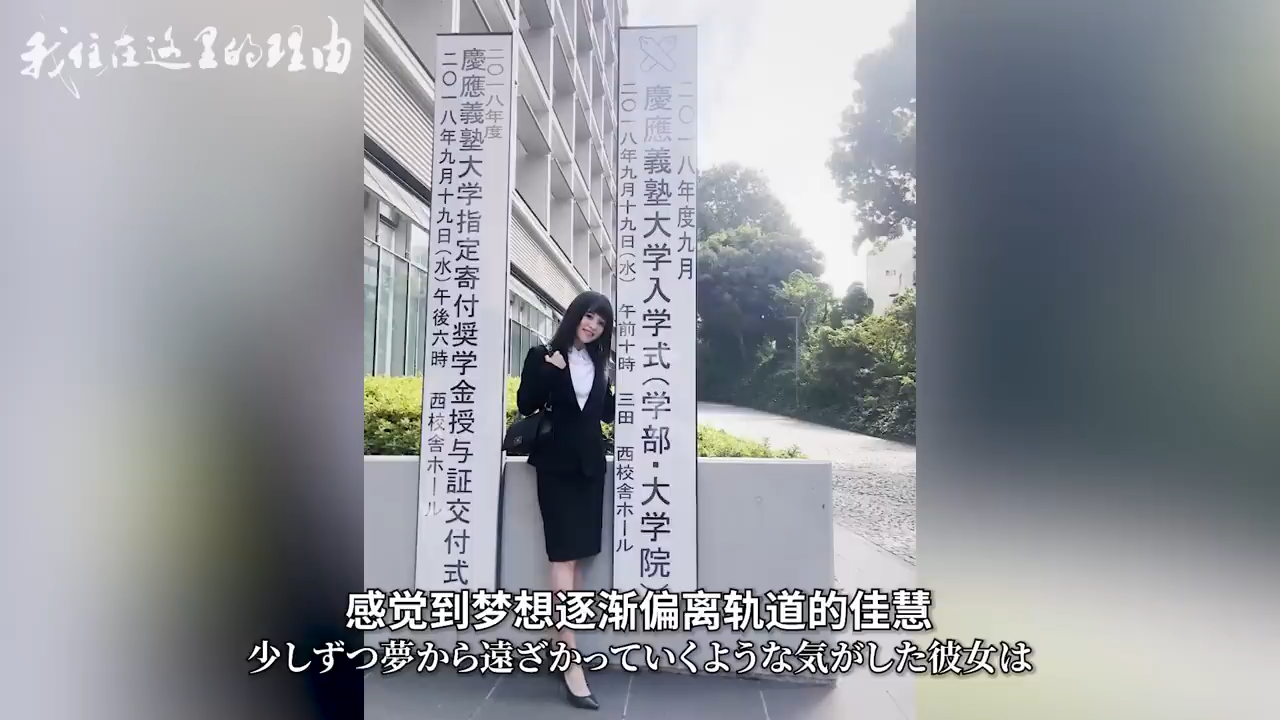 我住在这里的理由
二〇一八年度九月
慶應義塾大学入学式(学部・大学院)
二〇一八年九月十九日(水) 午前十時 三田 西校舎ホール
二〇一八年度
慶應義塾大学指定寄付奨学金授与証交付式
二〇一八年九月十九日(水)午後六時 西校舎ホール
感觉到梦想逐渐偏离轨道的佳慧
少しずつ夢から遠ざかっていくような気がした彼女は